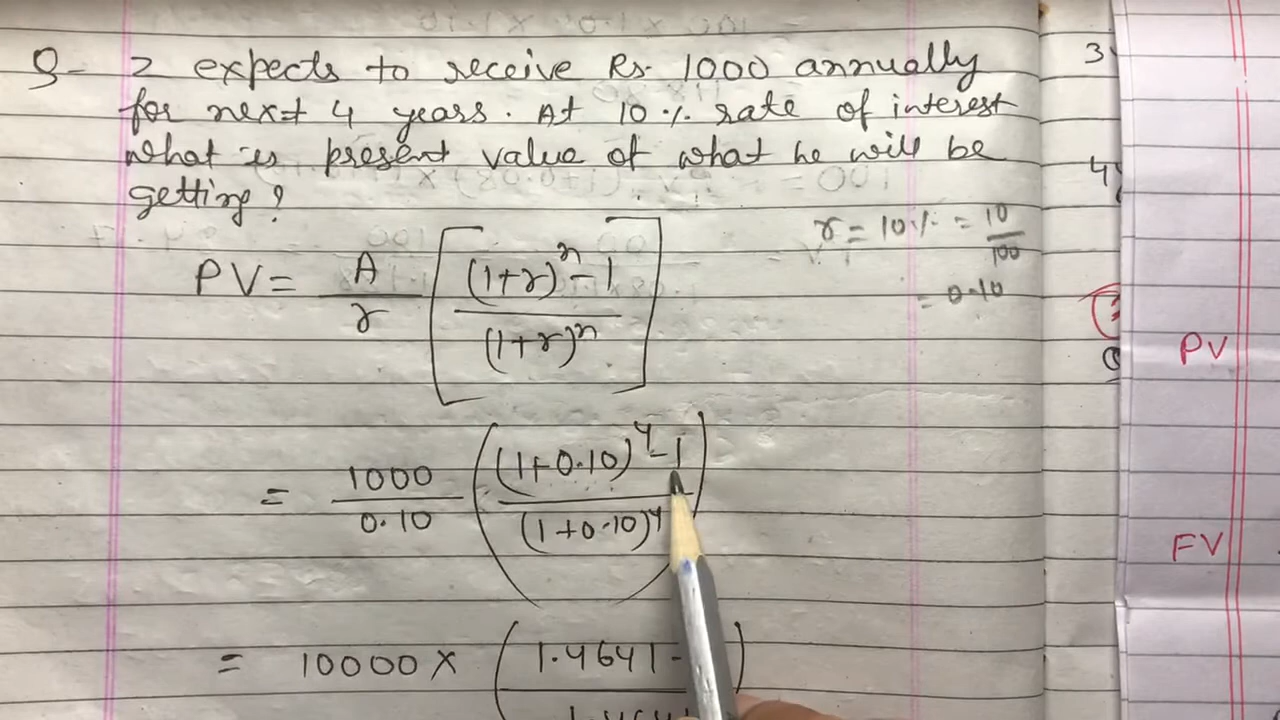 Q- Z expects to receive Rs. 1000 annually
for next 4 years. At 10% rate of interest
what is present value of what he will be
getting?
r = 10% = 10/100
= 0.10
PV = A/r [(1+r)^n - 1 / (1+r)^n]
= 1000/0.10 ((1+0.10)^4 - 1 / (1+0.10)^4)
= 10000 × (1.4641 -
3
4
PV
FV